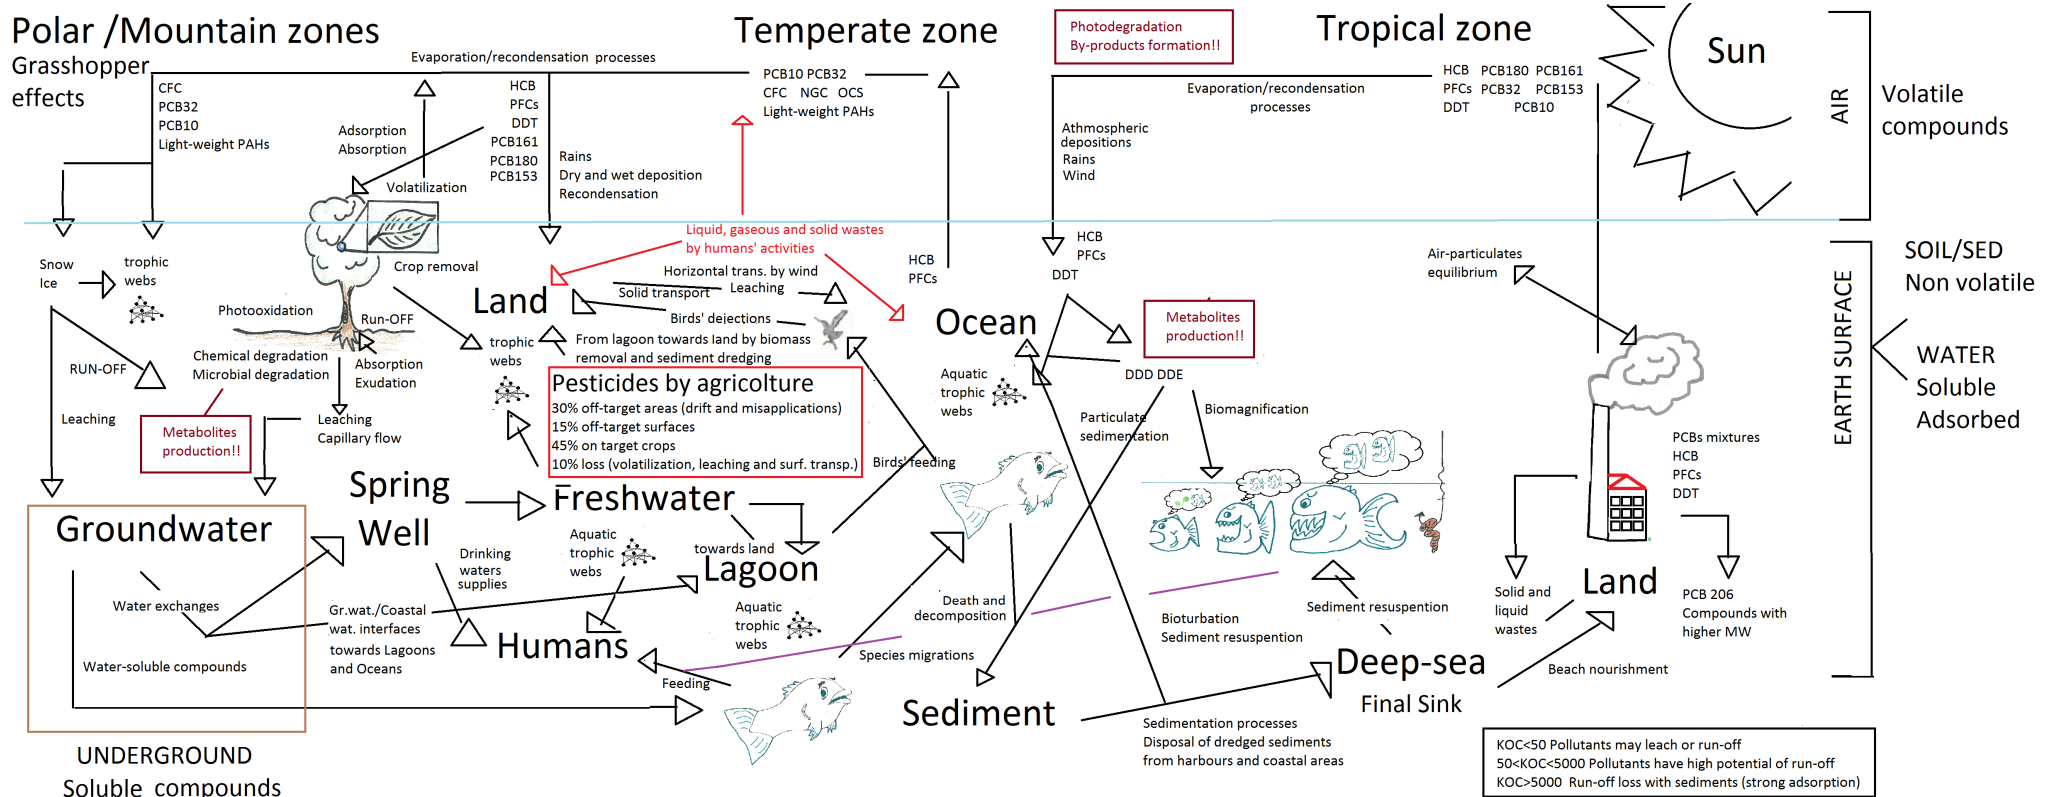 Polar /Mountain zones
Grasshopper
effects
Temperate zone
Photodegradation
By-products formation!!
Tropical zone
Sun
AIR
Volatile
compounds
Evaporation/recondensation processes
CFC
PCB32
PCB10
Light-weight PAHs
Adsorption
Absorption
Volatilization
HCB
PFCs
DDT
PCB161
PCB180
PCB153
Rains
Dry and wet deposition
Recondensation
PCB10 PCB32
CFC NGC OCS
Light-weight PAHs
Evaporation/recondensation
processes
Athmospheric
depositions
Rains
Wind
HCB PCB180 PCB161
PFCs PCB32 PCB153
DDT PCB10
Snow
Ice
trophic
webs
Crop removal
Photooxidation
Run-OFF
Chemical degradation
Microbial degradation
Absorption
Exudation
RUN-OFF
Leaching
Metabolites
production!!
Leaching
Capillary flow
Liquid, gaseous and solid wastes
by humans' activities
Land
Horizontal trans. by wind
Solid transport
Leaching
Birds' dejections
From lagoon towards land by biomass
removal and sediment dredging
trophic
webs
Pesticides by agricolture
30% off-target areas (drift and misapplications)
15% off-target surfaces
45% on target crops
10% loss (volatilization, leaching and surf. transp.)
Birds' feeding
HCB
PFCs
Ocean
Aquatic
trophic
webs
HCB
PFCs
DDT
Metabolites
production!!
DDD DDE
Particulate
sedimentation
Biomagnification
Air-particulates
equilibrium
EARTH SURFACE
SOIL/SED
Non volatile
WATER
Soluble
Adsorbed
PCBs mixtures
HCB
PFCs
DDT
Solid and
liquid
wastes
Land
PCB 206
Compounds with
higher MW
Groundwater
Water exchanges
Water-soluble compounds
UNDERGROUND
Soluble compounds
Spring
Well
Freshwater
Drinking
waters
supplies
Aquatic
trophic
webs
towards land
Lagoon
Gr.wat./Coastal
wat. interfaces
towards Lagoons
and Oceans
Humans
Aquatic
trophic
webs
Feeding
Species migrations
Death and
decomposition
Sediment
Bioturbation
Sediment resuspention
Sediment resuspention
Deep-sea
Final Sink
Beach nourishment
Sedimentation processes
Disposal of dredged sediments
from harbours and coastal areas
KOC<50 Pollutants may leach or run-off
50<KOC<5000 Pollutants have high potential of run-off
KOC>5000 Run-off loss with sediments (strong adsorption)